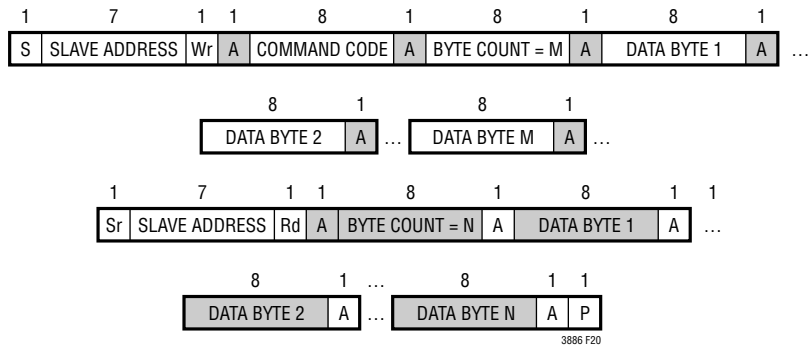 1 7 1 1 8 1 8 1 8 1
S SLAVE ADDRESS Wr A COMMAND CODE A BYTE COUNT = M A DATA BYTE 1 A …
8 1 8 1
DATA BYTE 2 A … DATA BYTE M A …
1 7 1 1 8 1 8 1 1
Sr SLAVE ADDRESS Rd A BYTE COUNT = N A DATA BYTE 1 A …
8 1 … 8 1 1
DATA BYTE 2 A … DATA BYTE N A P
3886 F20